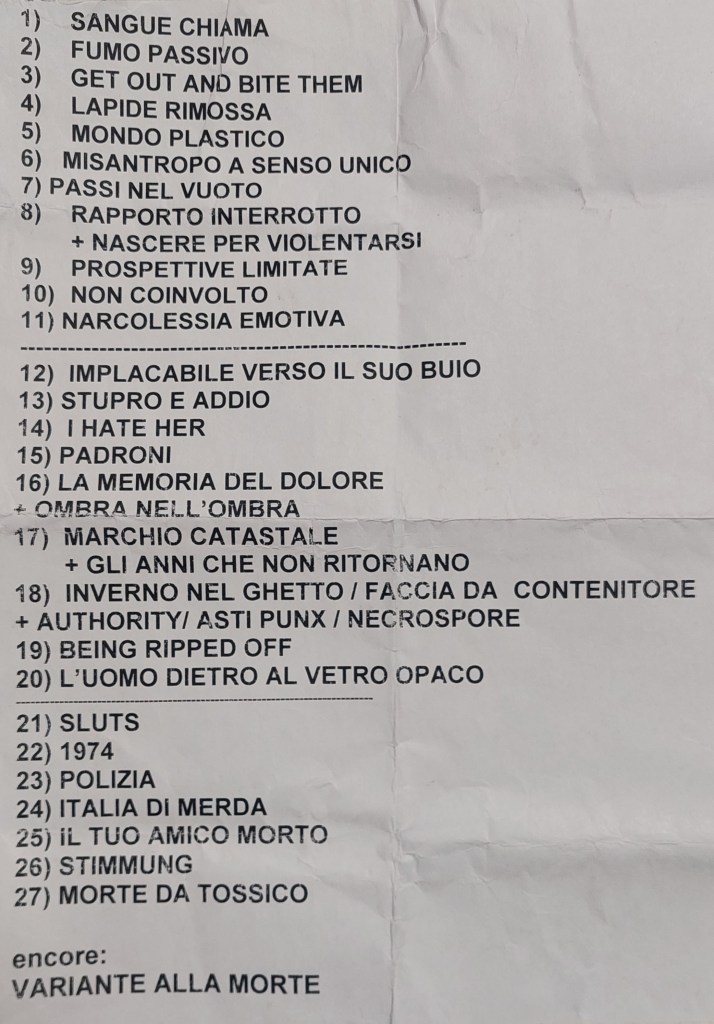 1) SANGUE CHIAMA
2) FUMO PASSIVO
3) GET OUT AND BITE THEM
4) LAPIDE RIMOSSA
5) MONDO PLASTICO
6) MISANTROPO A SENSO UNICO
7) PASSI NEL VUOTO
8) RAPPORTO INTERROTTO
+ NASCERE PER VIOLENTARSI
9) PROSPETTIVE LIMITATE
10) NON COINVOLTO
11) NARCOLESSIA EMOTIVA
12) IMPLACABILE VERSO IL SUO BUIO
13) STUPRO E ADDIO
14) I HATE HER
15) PADRONI
16) LA MEMORIA DEL DOLORE
+ OMBRA NELL'OMBRA
17) MARCHIO CATASTALE
+ GLI ANNI CHE NON RITORNANO
18) INVERNO NEL GHETTO / FACCIA DA CONTENITORE
+ AUTHORITY/ ASTI PUNX / NECROSPORE
19) BEING RIPPED OFF
20) L'UOMO DIETRO AL VETRO OPACO
21) SLUTS
22) 1974
23) POLIZIA
24) ITALIA Di MERDA
25) iL TUO AMICO MORTO
26) STIMMUNG
27) MORTE DA TOSSICO
encore:
VARIANTE ALLA MORTE